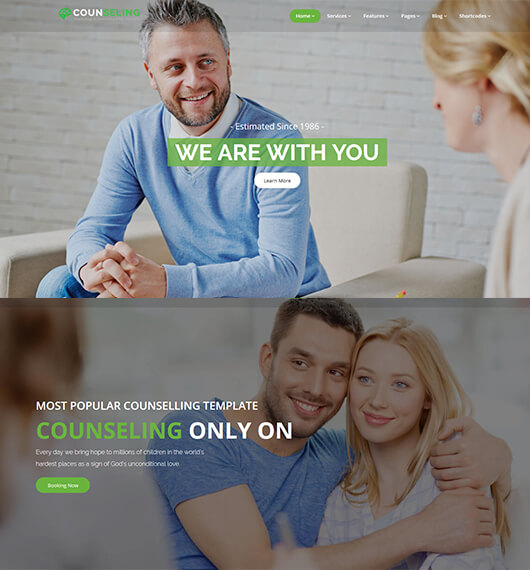 COUNSELING
Home Services Features Pages Blog Shortcodes
- Estimated Since 1986 -
WE ARE WITH YOU
Learn More
MOST POPULAR COUNSELLING TEMPLATE
COUNSELING ONLY ON
Every day we bring hope to millions of children in the world's
hardest places as a sign of God's unconditional love.
Booking Now